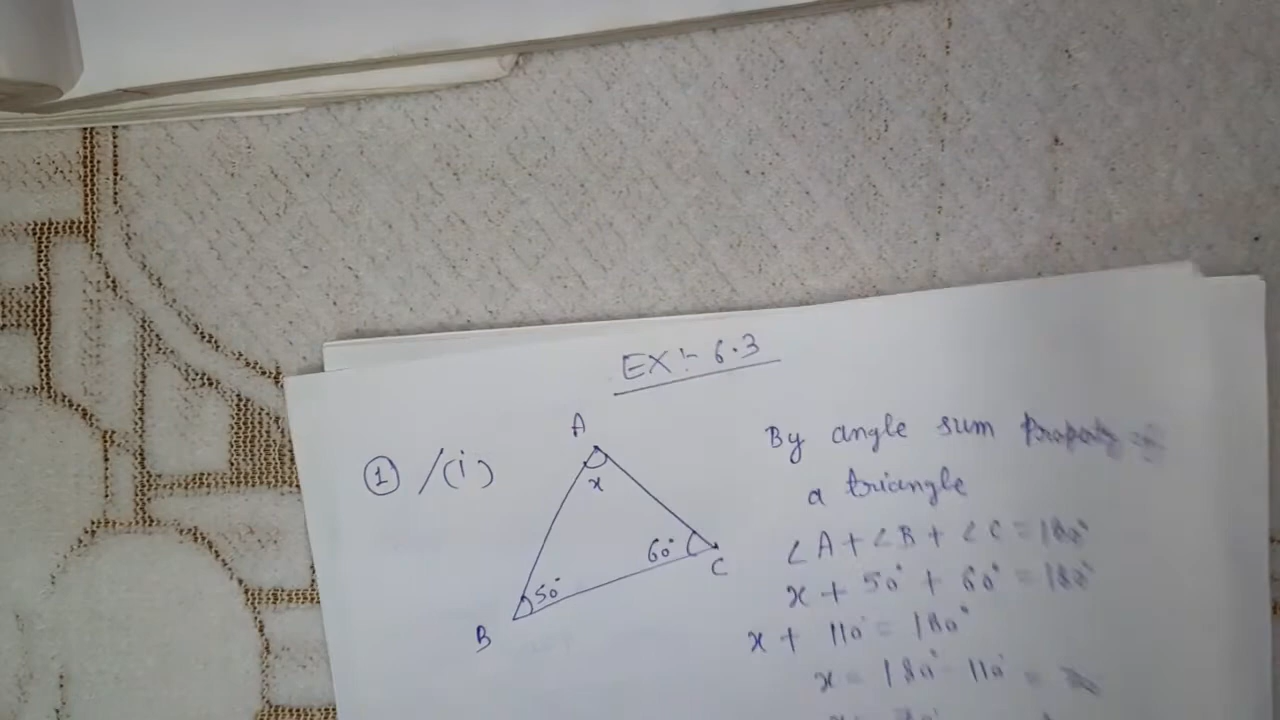 EX:- 6.3
1 /(i)
A
x
60°
C
50°
B
By angle sum
a triangle
∠A + ∠B + ∠C = 180°
x + 50° + 60° = 180°
x + 110° = 180°
x = 180° 110°